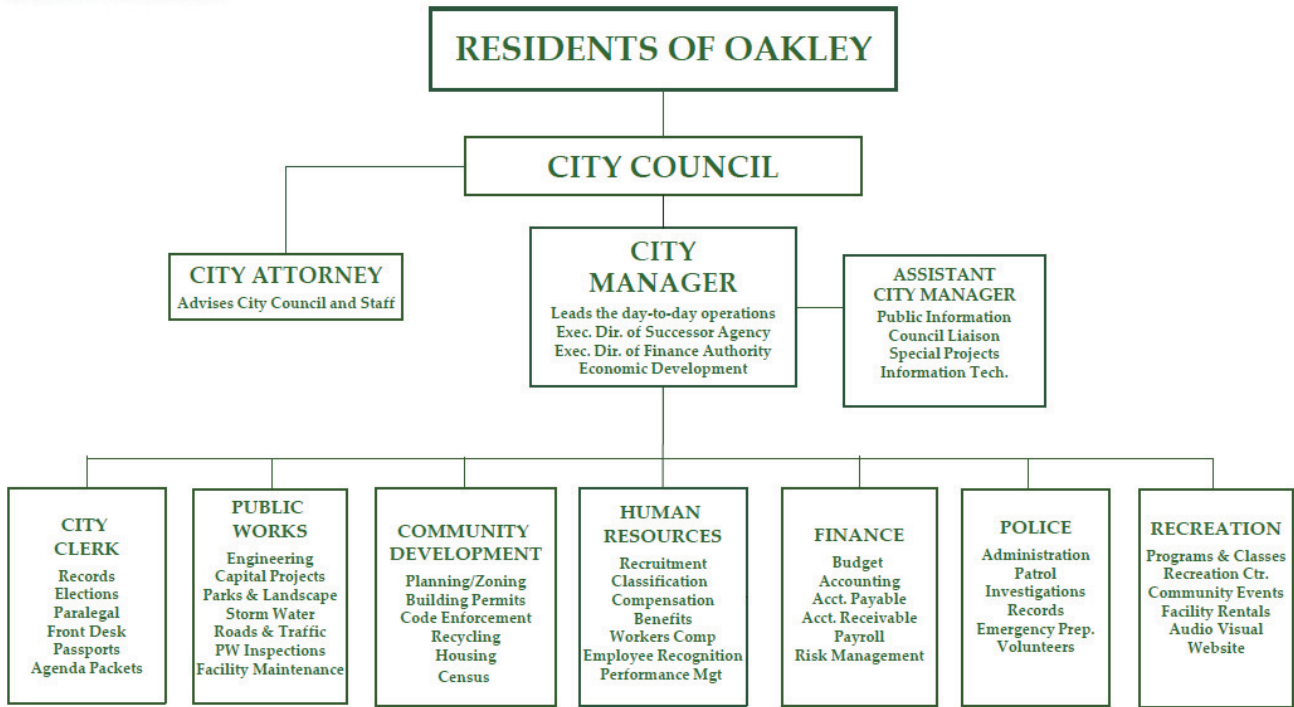 RESIDENTS OF OAKLEY
CITY COUNCIL
CITY ATTORNEY
Advises City Council and Staff
CITY
MANAGER
Leads the day-to-day operations
Exec. Dir. of Successor Agency
Exec. Dir. of Finance Authority
Economic Development
ASSISTANT
CITY MANAGER
Public Information
Council Liaison
Special Projects
Information Tech.
CITY
CLERK
Records
Elections
Paralegal
Front Desk
Passports
Agenda Packets
PUBLIC
WORKS
Engineering
Capital Projects
Parks & Landscape
Storm Water
Roads & Traffic
PW Inspections
Facility Maintenance
COMMUNITY
DEVELOPMENT
Planning/Zoning
Building Permits
Code Enforcement
Recycling
Housing
Census
HUMAN
RESOURCES
Recruitment
Classification
Compensation
Benefits
Workers Comp
Employee Recognition
Performance Mgt
FINANCE
Budget
Accounting
Acct. Payable
Acct. Receivable
Payroll
Risk Management
POLICE
Administration
Patrol
Investigations
Records
Emergency Prep.
Volunteers
RECREATION
Programs & Classes
Recreation Ctr.
Community Events
Facility Rentals
Audio Visual
Website